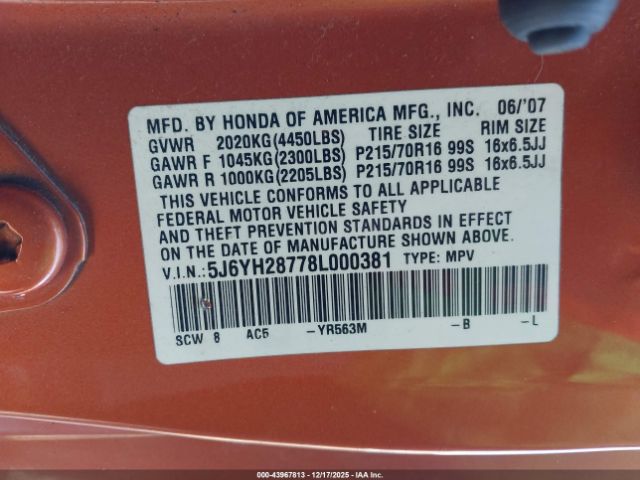 MFD. BY HONDA OF AMERICA MFG., INC. 06/'07
GVWR 2020KG(4450LBS) TIRE SIZE RIM SIZE
GAWR F 1045KG(2300LBS) P215/70R16 99S 16x6.5JJ
GAWR R 1000KG(2205LBS) P215/70R16 99S 16x6.5JJ
THIS VEHICLE CONFORMS TO ALL APPLICABLE
FEDERAL MOTOR VEHICLE SAFETY
AND THEFT PREVENTION STANDARDS IN EFFECT
ON THE DATE OF MANUFACTURE SHOWN ABOVE.
V.I.N.: 5J6YH28778L000381 TYPE: MPV
SCW 8 AC5 -YR563M -B -L
000-43967813 - 12/17/2025 - IAA, Inc.